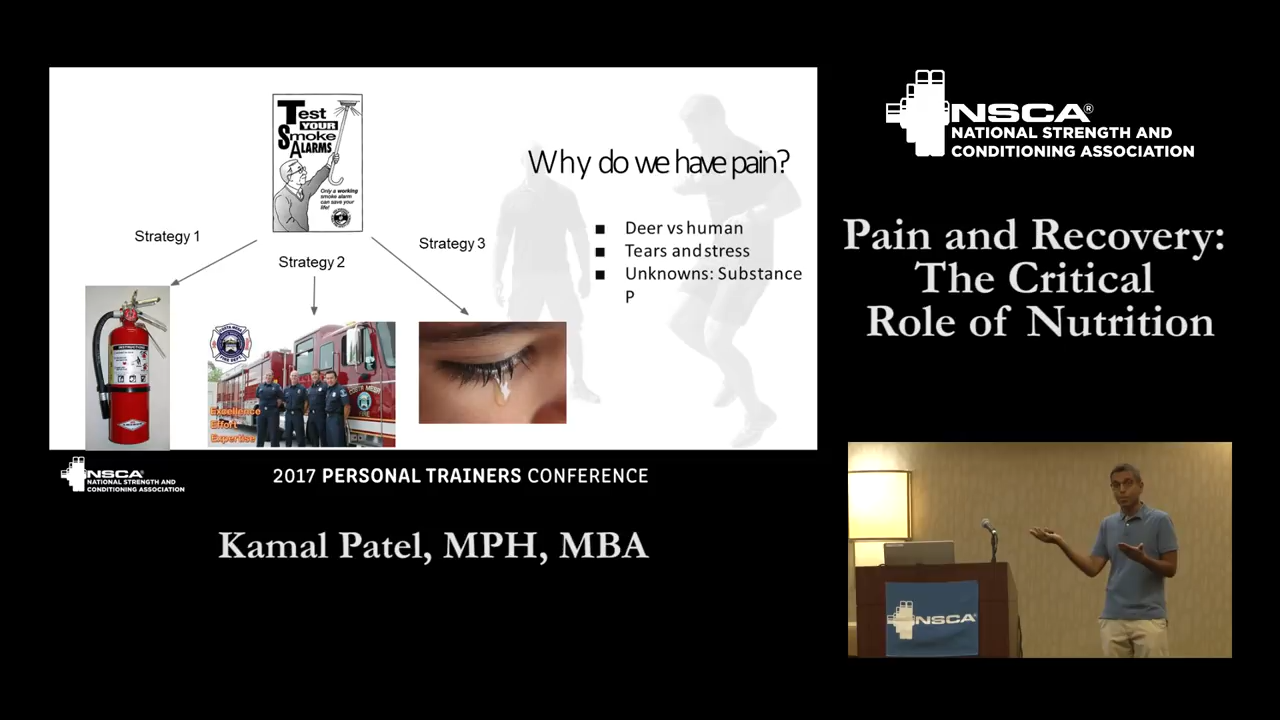 Test
YOUR
Smoke
ALARMS
Only a working
smoke alarm
can save your
life!
Why do we have pain?
Strategy 1
Strategy 2
Strategy 3
■ Deer vs human
■ Tears and stress
■ Unknowns: Substance
P
Excellence
Effort
Expertise
NSCA®
NATIONAL STRENGTH AND
CONDITIONING ASSOCIATION
Pain and Recovery:
The Critical
Role of Nutrition
NSCA
NATIONAL STRENGTH AND
CONDITIONING ASSOCIATION
2017 PERSONAL TRAINERS CONFERENCE
Kamal Patel, MPH, MBA
NSCA